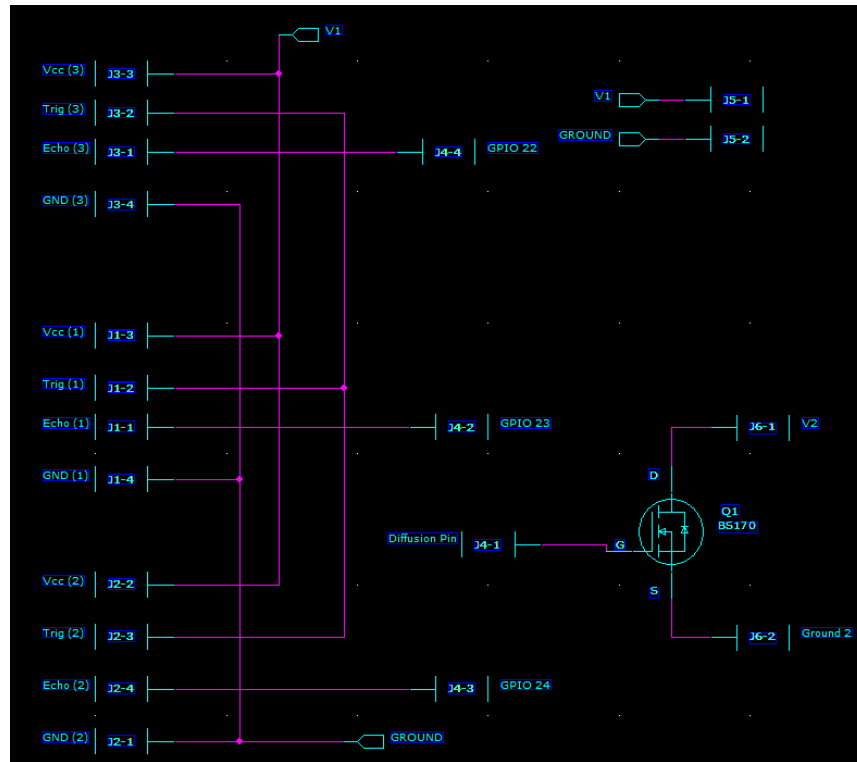 V1
Vcc (3) J3-3
V1 J5-1
Trig (3) J3-2
GROUND J5-2
Echo (3) J3-1 J4-4 GPIO 22
GND (3) J3-4
Vcc (1) J1-3
Trig (1) J1-2
Echo (1) J1-1 J4-2 GPIO 23
J6-1 V2
GND (1) J1-4
D
Q1
BS170
Diffusion Pin J4-1 G
Vcc (2) J2-2
S
Trig (2) J2-3
J6-2 Ground 2
Echo (2) J2-4 J4-3 GPIO 24
GND (2) J2-1 GROUND